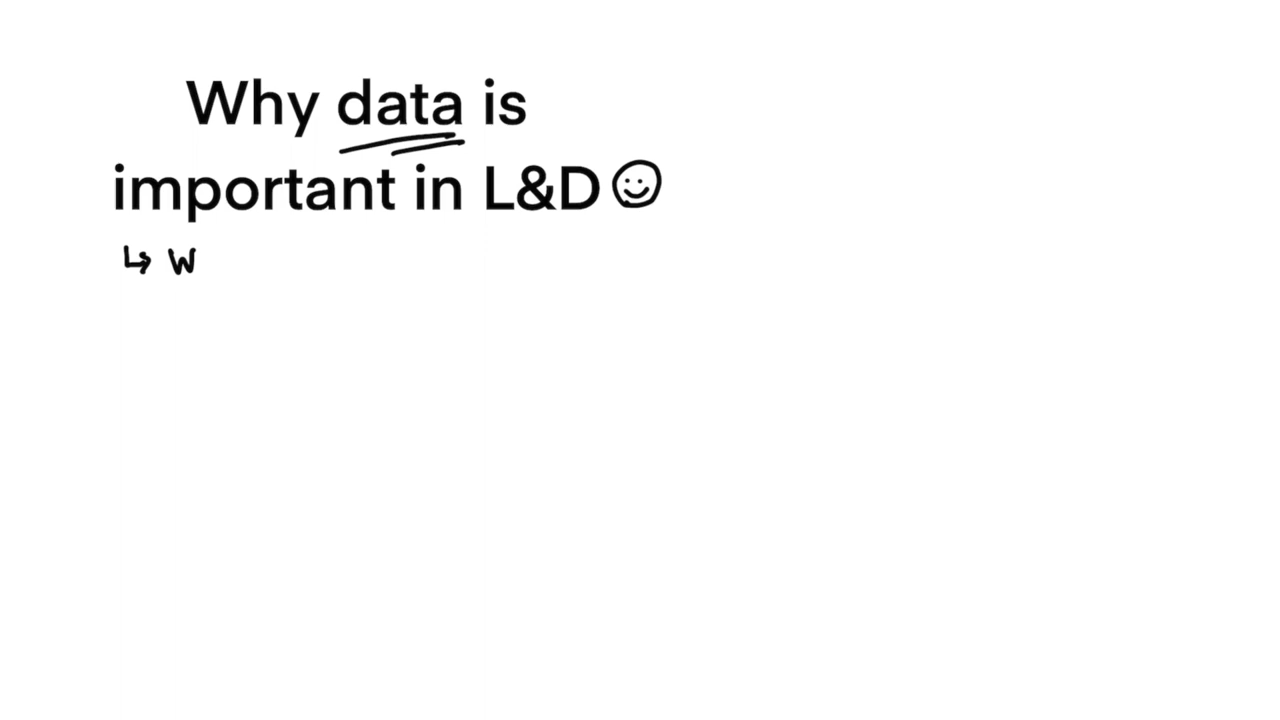 Why data is
important in L&D
↳ W